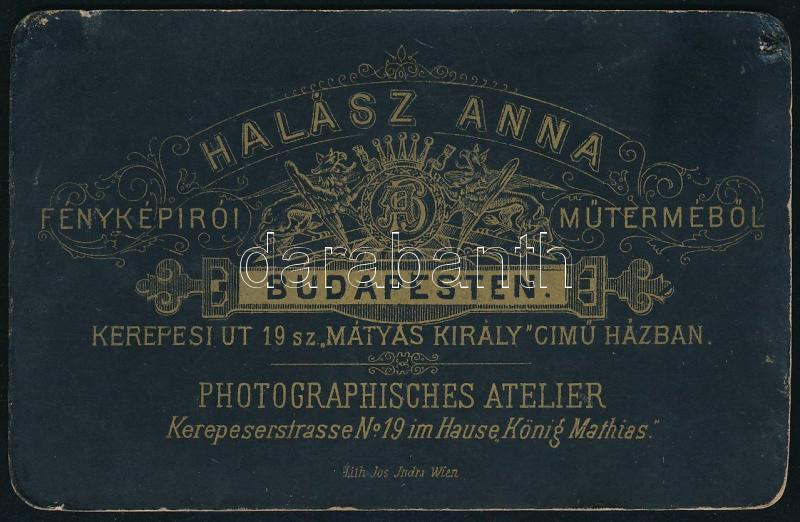 HALÁSZ ANNA
FÉNYKÉPIRÓI MŰTERMÉBŐL
darabanth
BUDAPESTEN.
KEREPESI UT 19 sz. „MÁTYÁS KIRÁLY” CIMŰ HÁZBAN.
PHOTOGRAPHISCHES ATELIER
Kerepeserstrasse No 19 im Hause „König Mathias.”
Lith Jos Jndra Wien